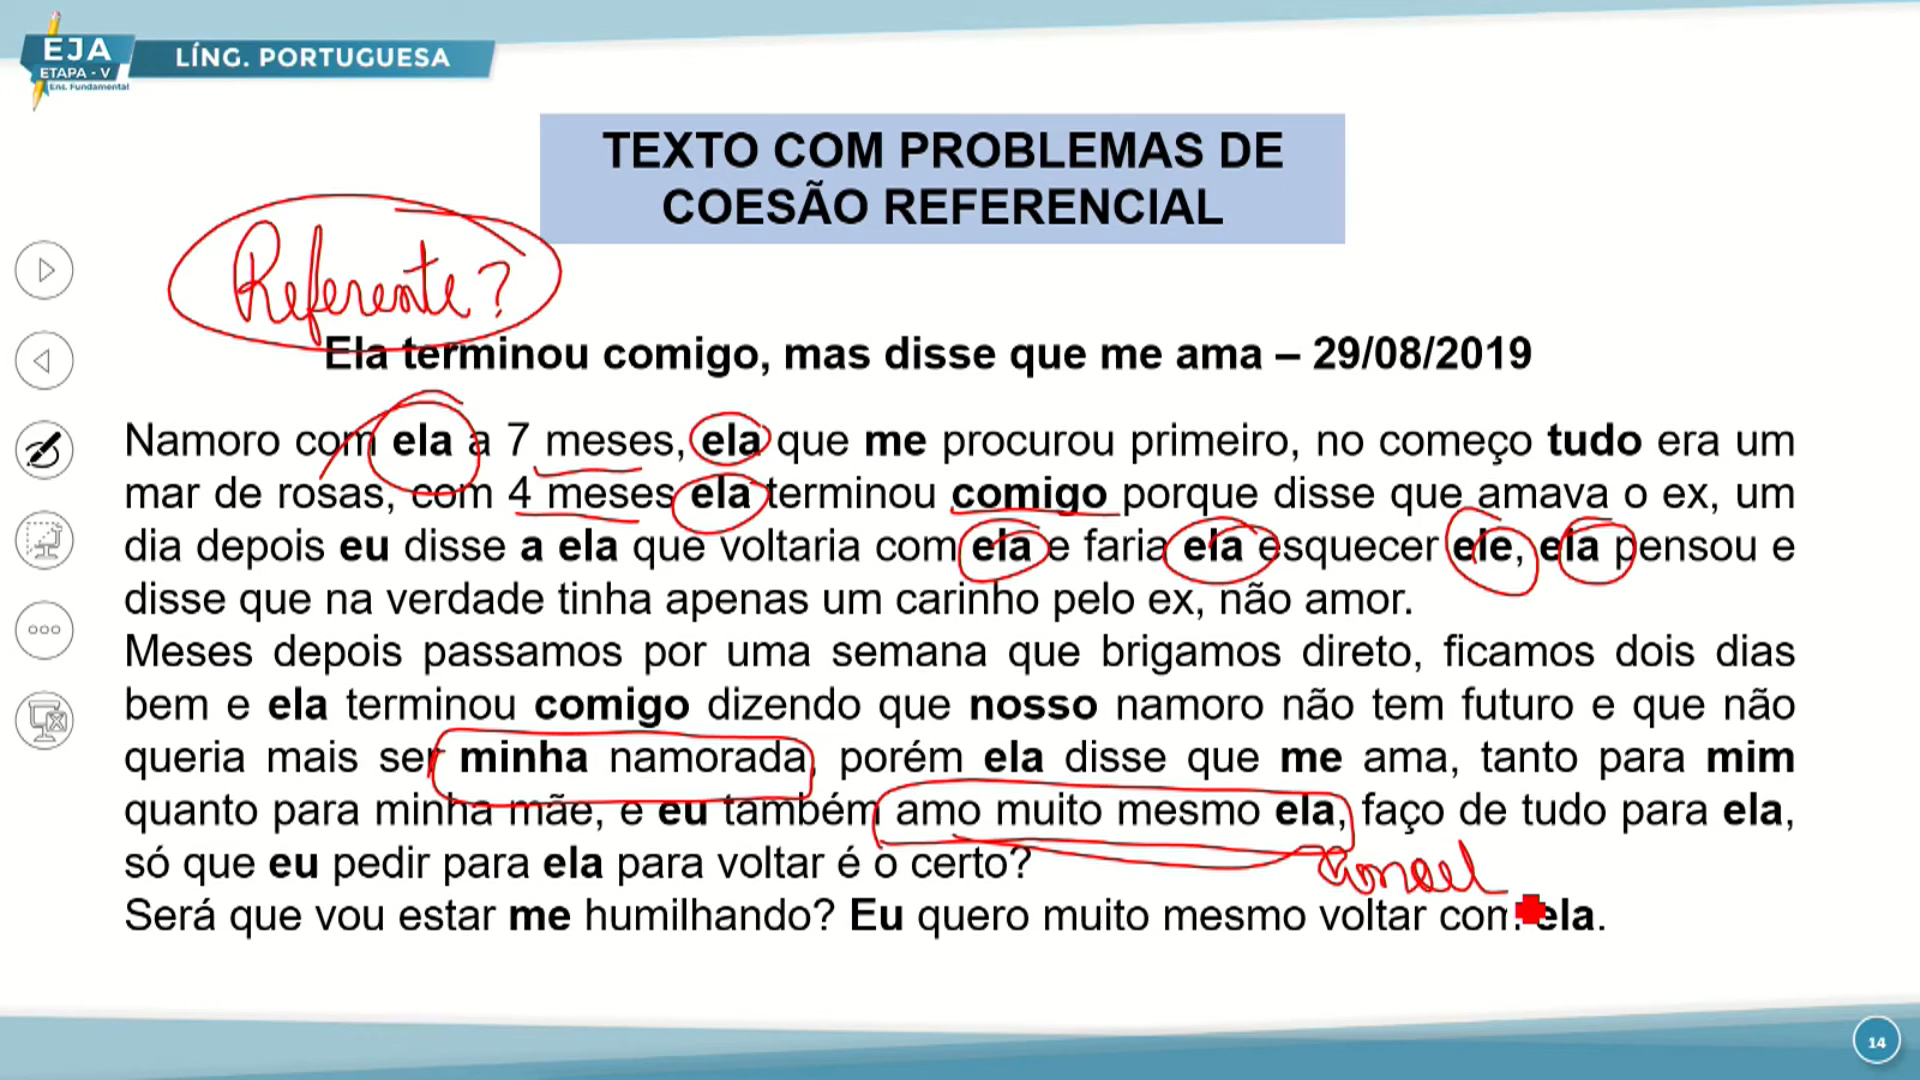 EJA
ETAPA - V
Ens. Fundamental
LÍNG. PORTUGUESA
TEXTO COM PROBLEMAS DE
COESÃO REFERENCIAL
Referente?
Ela terminou comigo, mas disse que me ama – 29/08/2019
Namoro com ela a 7 meses, ela que me procurou primeiro, no começo tudo era um
mar de rosas, com 4 meses ela terminou comigo porque disse que amava o ex, um
dia depois eu disse a ela que voltaria com ela e faria ela esquecer ele, ela pensou e
disse que na verdade tinha apenas um carinho pelo ex, não amor.
Meses depois passamos por uma semana que brigamos direto, ficamos dois dias
bem e ela terminou comigo dizendo que nosso namoro não tem futuro e que não
queria mais ser minha namorada, porém ela disse que me ama, tanto para mim
quanto para minha mãe, e eu também amo muito mesmo ela, faço de tudo para ela,
só que eu pedir para ela para voltar é o certo?
Será que vou estar me humilhando? Eu quero muito mesmo voltar com ela.
14